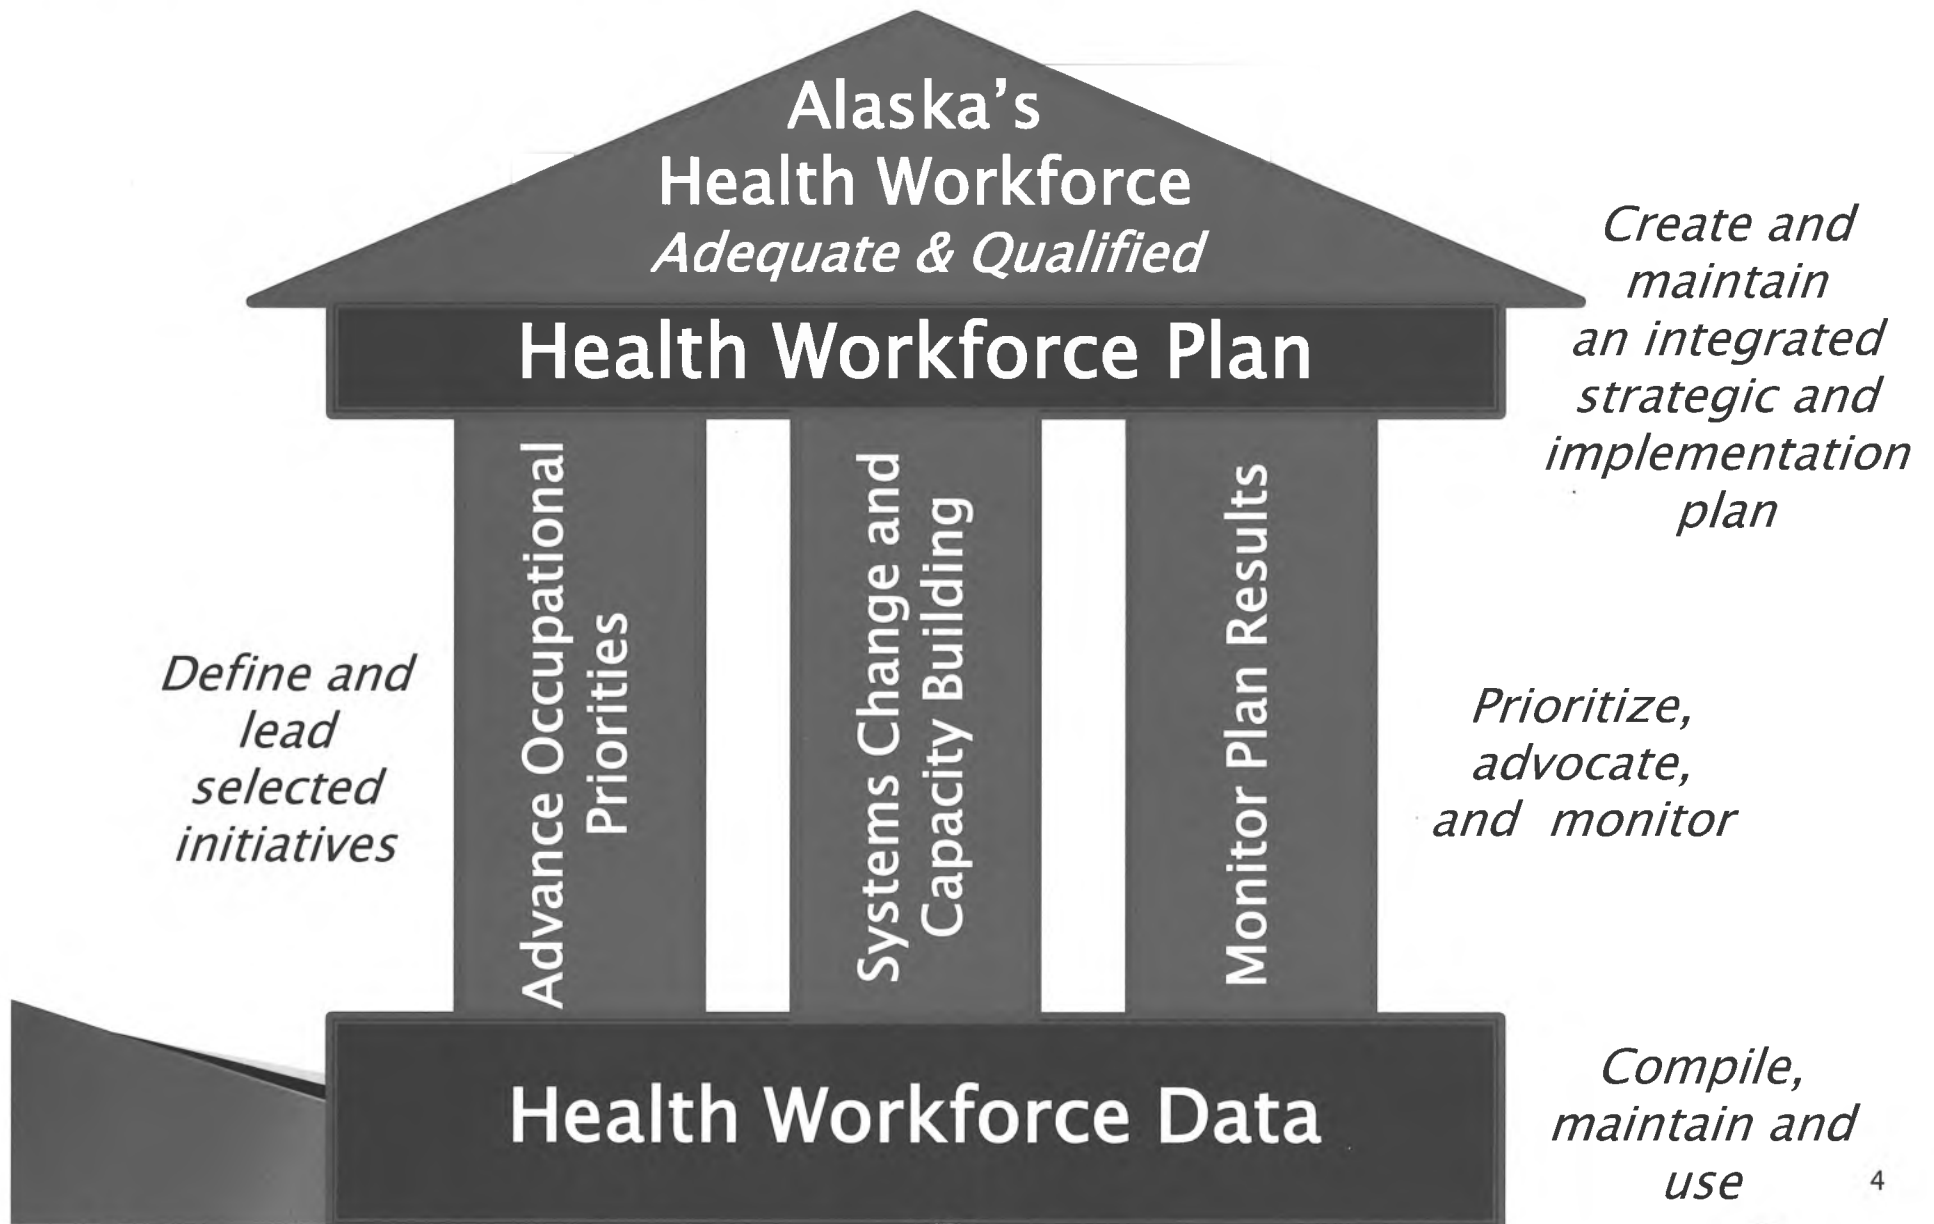 Alaska's
Health Workforce
Adequate & Qualified
Health Workforce Plan
Create and
maintain
an integrated
strategic and
implementation
plan
Define and
lead
selected
initiatives
Advance Occupational
Priorities
Systems Change and
Capacity Building
Monitor Plan Results
Prioritize,
advocate,
and monitor
Health Workforce Data
Compile,
maintain and
use
4